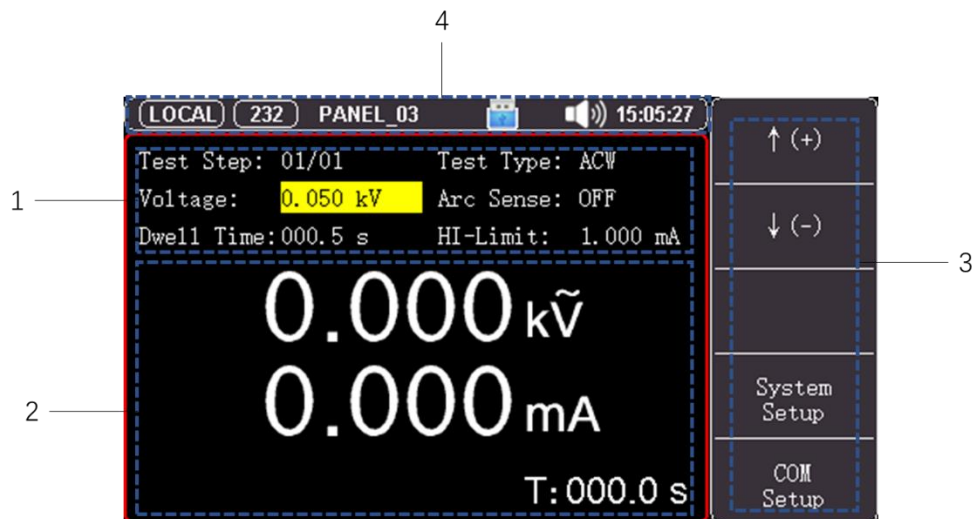 4
LOCAL 232 PANEL_03 15:05:27
Test Step: 01/01 Test Type: ACW
Voltage: 0.050 kV Arc Sense: OFF
Dwell Time:000.5 s HI-Limit: 1.000 mA
0.000 kṼ
0.000 mA
T:000.0 s
↑(+)
↓(-)
System
Setup
COM
Setup
1
2
3